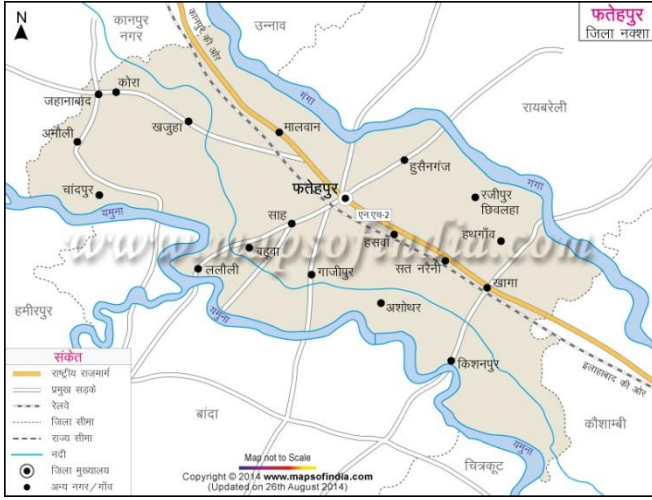 फतेहपुर
जिला नक्शा
N
कानपुर
नगर
उन्नाव
कानपुर की ओर
गंगा
रायबरेली
कोरा
जहानाबाद
खजुहा
मालवान
अमौली
हुसैनगंज
गंगा
चांदपुर
फतेहपुर
रजीपुर
छिवलहा
यमुना
एन.एच-2
साह
हसवा
हथगाँव
www.mapsofindia.com
बहुवा
ललौली
गाजीपुर
सत नरैनी
खागा
हमीरपुर
यमुना
अशोथर
किशनपुर
इलाहाबाद की ओर
संकेत
राष्ट्रीय राजमार्ग
प्रमुख सड़कें
रेलवे
जिला सीमा
राज्य सीमा
नदी
जिला मुख्यालय
अन्य नगर/गाँव
बांदा
कौशाम्बी
यमुना
चित्रकूट
Map not to Scale
Copyright © 2014 www.mapsofindia.com
(Updated on 26th August 2014)